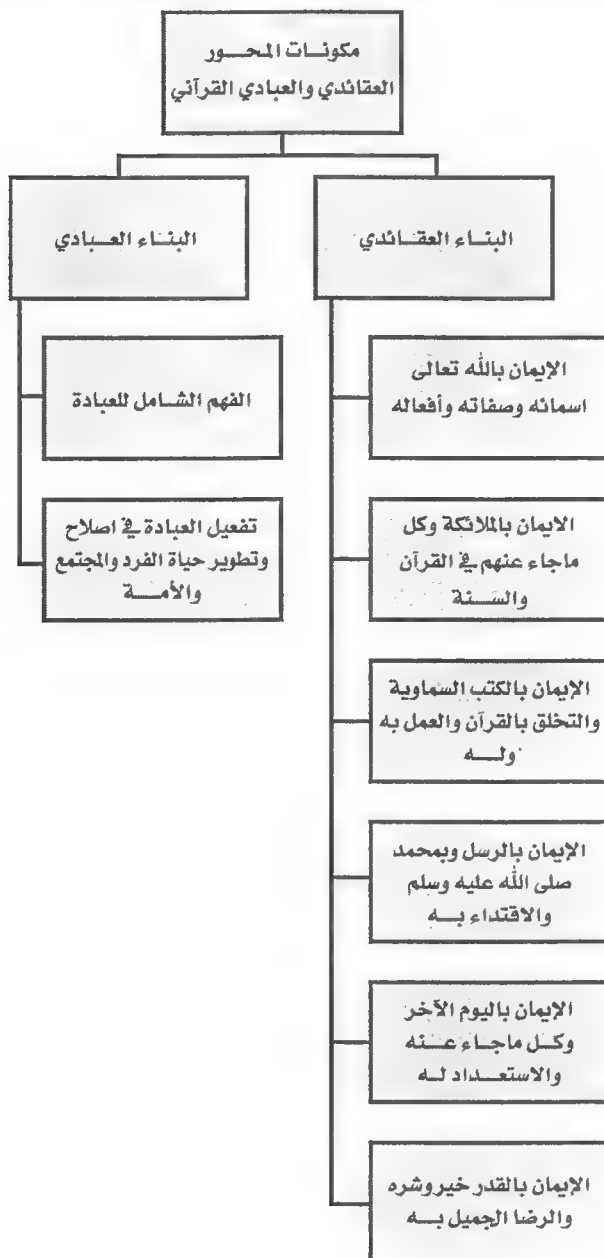 مكونات المحور
العقائدي والعبادي القرآني
البناء العقائدي
البناء العبادي
الإيمان بالله تعالى
اسمائه وصفاته وأفعاله
الايمان بالملائكة وكل
ماجاء عنهم في القرآن
والسنة
الإيمان بالكتب السماوية
والتخلق بالقرآن والعمل به
وله
الإيمان بالرسل وبمحمد
صلى الله عليه وسلم
والاقتداء به
الإيمان باليوم الآخر
وكل ماجاء عنه
والاستعداد له
الإيمان بالقدر خيروشره
والرضا الجميل به
الفهم الشامل للعبادة
تفعيل العبادة في اصلاح
وتطوير حياة الفرد والمجتمع
والأمة